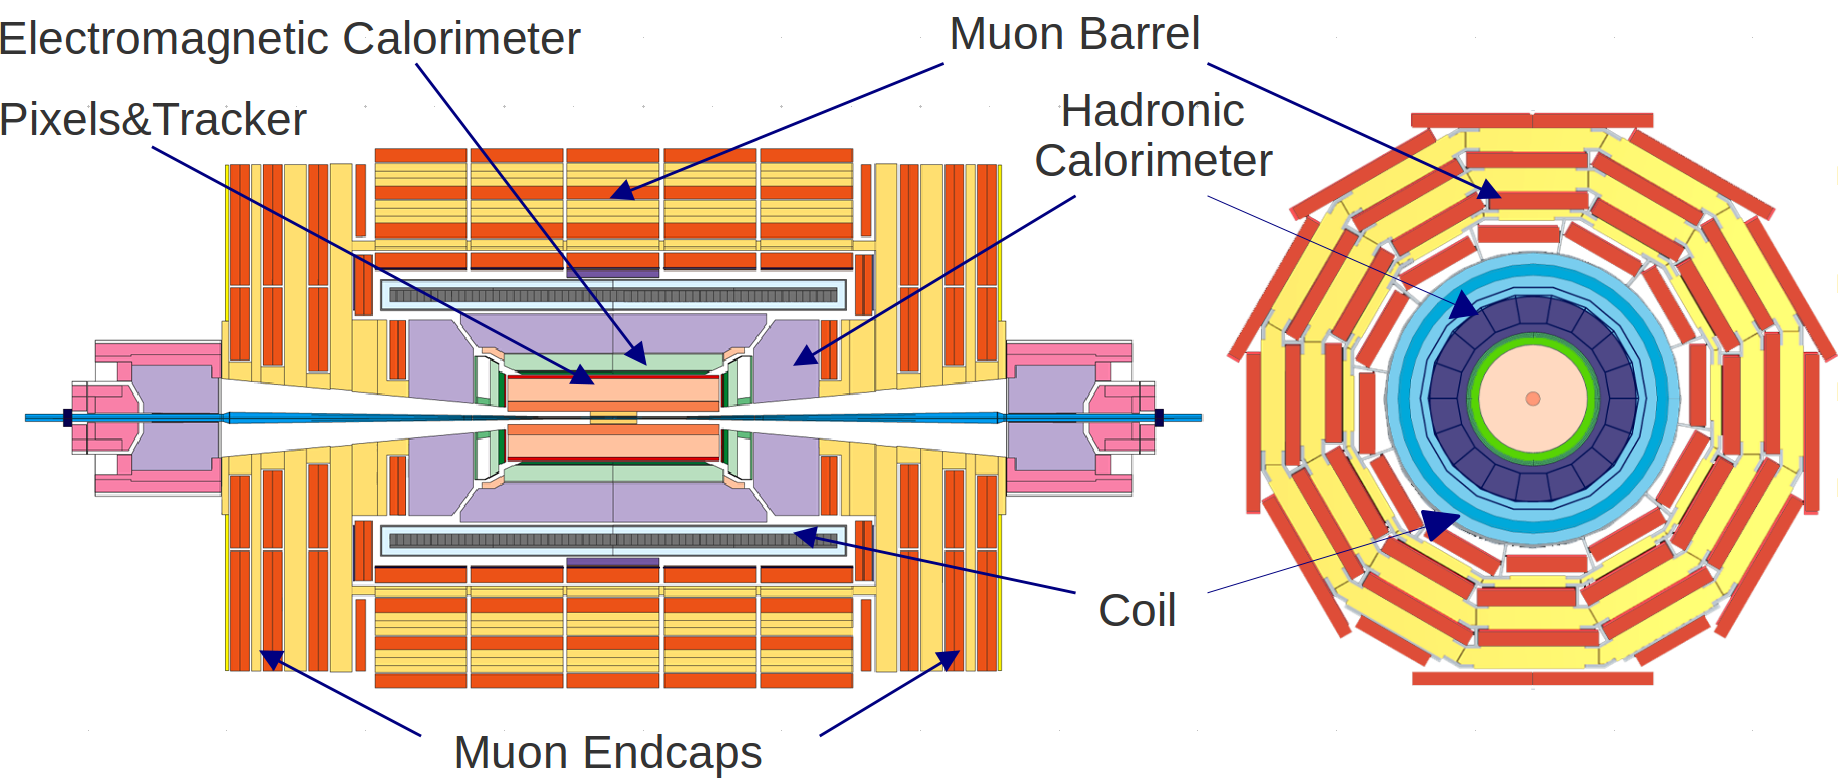 Electromagnetic Calorimeter
Muon Barrel
Pixels&Tracker
Hadronic
Calorimeter
Coil
Muon Endcaps